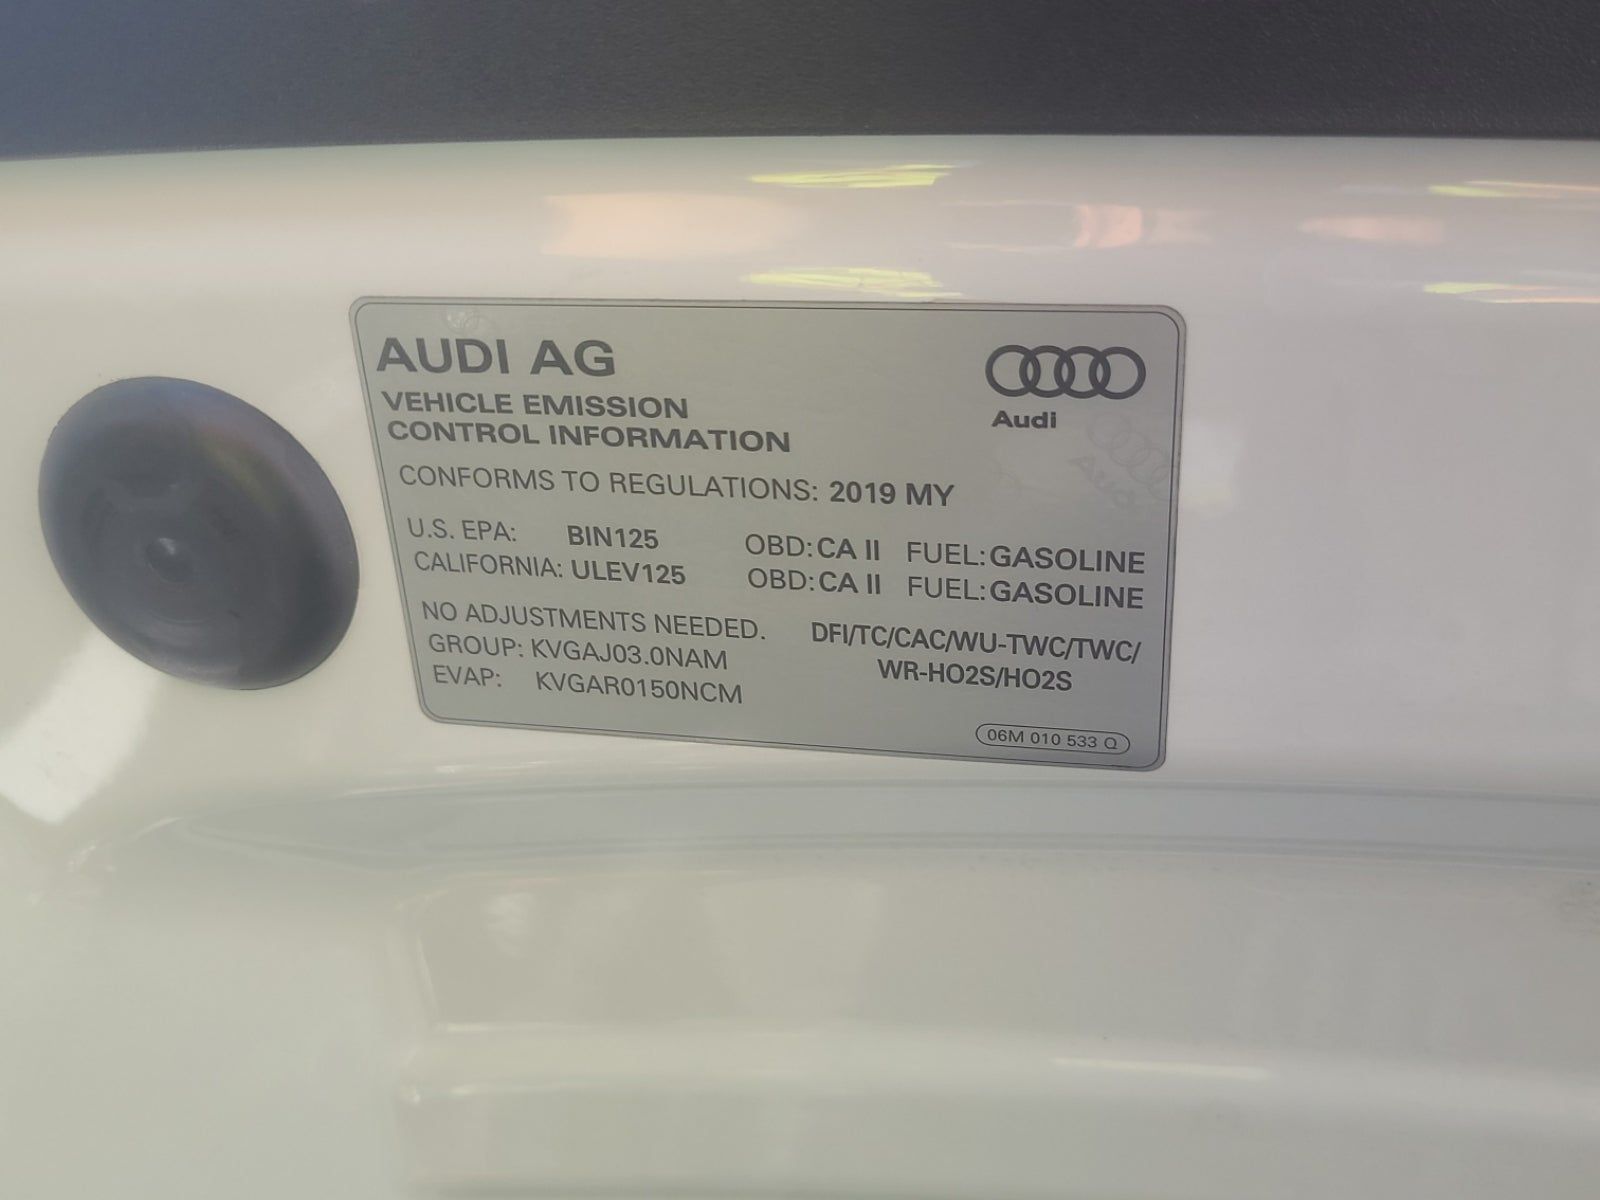 AUDI AG
Audi
VEHICLE EMISSION
CONTROL INFORMATION
CONFORMS TO REGULATIONS: 2019 MY
U.S. EPA: BIN125 OBD:CA II FUEL:GASOLINE
CALIFORNIA: ULEV125 OBD:CA II FUEL:GASOLINE
NO ADJUSTMENTS NEEDED.
GROUP: KVGAJ03.0NAM
EVAP: KVGAR0150NCM
DFI/TC/CAC/WU-TWC/TWC/
WR-HO2S/HO2S
06M 010 533 Q